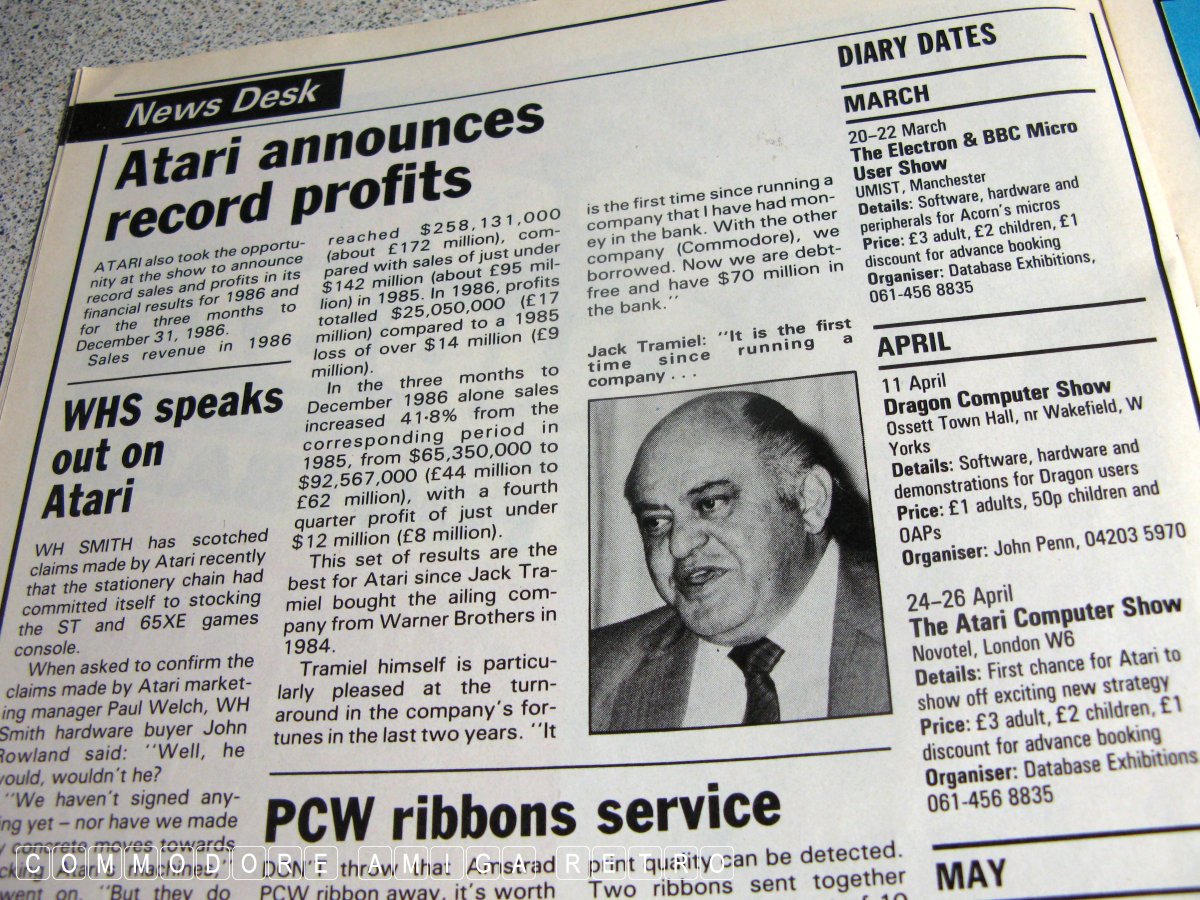 News Desk
Atari announces
record profits
ATARI also took the opportu-
nity at the show to announce
record sales and profits in its
financial results for 1986 and
for the three months to
December 31, 1986.
Sales revenue in 1986
reached $258,131,000
(about £172 million), com-
pared with sales of just under
$142 million (about £95 mil-
lion) in 1985. In 1986, profits
totalled $25,050,000 (£17
million) compared to a 1985
loss of over $14 million (£9
million).
In the three months to
December 1986 alone sales
increased 41·8% from the
corresponding period in
1985, from $65,350,000 to
$92,567,000 (£44 million to
£62 million), with a fourth
quarter profit of just under
$12 million (£8 million).
This set of results are the
best for Atari since Jack Tra-
miel bought the ailing com-
pany from Warner Brothers in
1984.
Tramiel himself is particu-
larly pleased at the turn-
around in the company's for-
tunes in the last two years. "It
is the first time since running a
company that I have had mon-
ey in the bank. With the other
company (Commodore), we
borrowed. Now we are debt-
free and have $70 million in
the bank."
Jack Tramiel: "It is the first
time since running a
company . . .
WHS speaks
out on
Atari
WH SMITH has scotched
claims made by Atari recently
that the stationery chain had
committed itself to stocking
the ST and 65XE games
console.
When asked to confirm the
claims made by Atari market-
ing manager Paul Welch, WH
Smith hardware buyer John
Rowland said: "Well, he
would, wouldn't he?
"We haven't signed any-
ing yet – nor have we made
concrete moves towards
cking Atari machines"
went on. "But they do
PCW ribbons service
DON'T throw that Amstrad
PCW ribbon away, it's worth
print quality can be detected.
Two ribbons sent together
DIARY DATES
MARCH
20–22 March
The Electron & BBC Micro
User Show
UMIST, Manchester
Details: Software, hardware and
peripherals for Acorn's micros
Price: £3 adult, £2 children, £1
discount for advance booking
Organiser: Database Exhibitions,
061-456 8835
APRIL
11 April
Dragon Computer Show
Ossett Town Hall, nr Wakefield, W
Yorks
Details: Software, hardware and
demonstrations for Dragon users
Price: £1 adults, 50p children and
OAPs
Organiser: John Penn, 04203 5970
24–26 April
The Atari Computer Show
Novotel, London W6
Details: First chance for Atari to
show off exciting new strategy
Price: £3 adult, £2 children, £1
discount for advance booking
Organiser: Database Exhibitions
061-456 8835
MAY
COMMODORE AMIGA RETRO